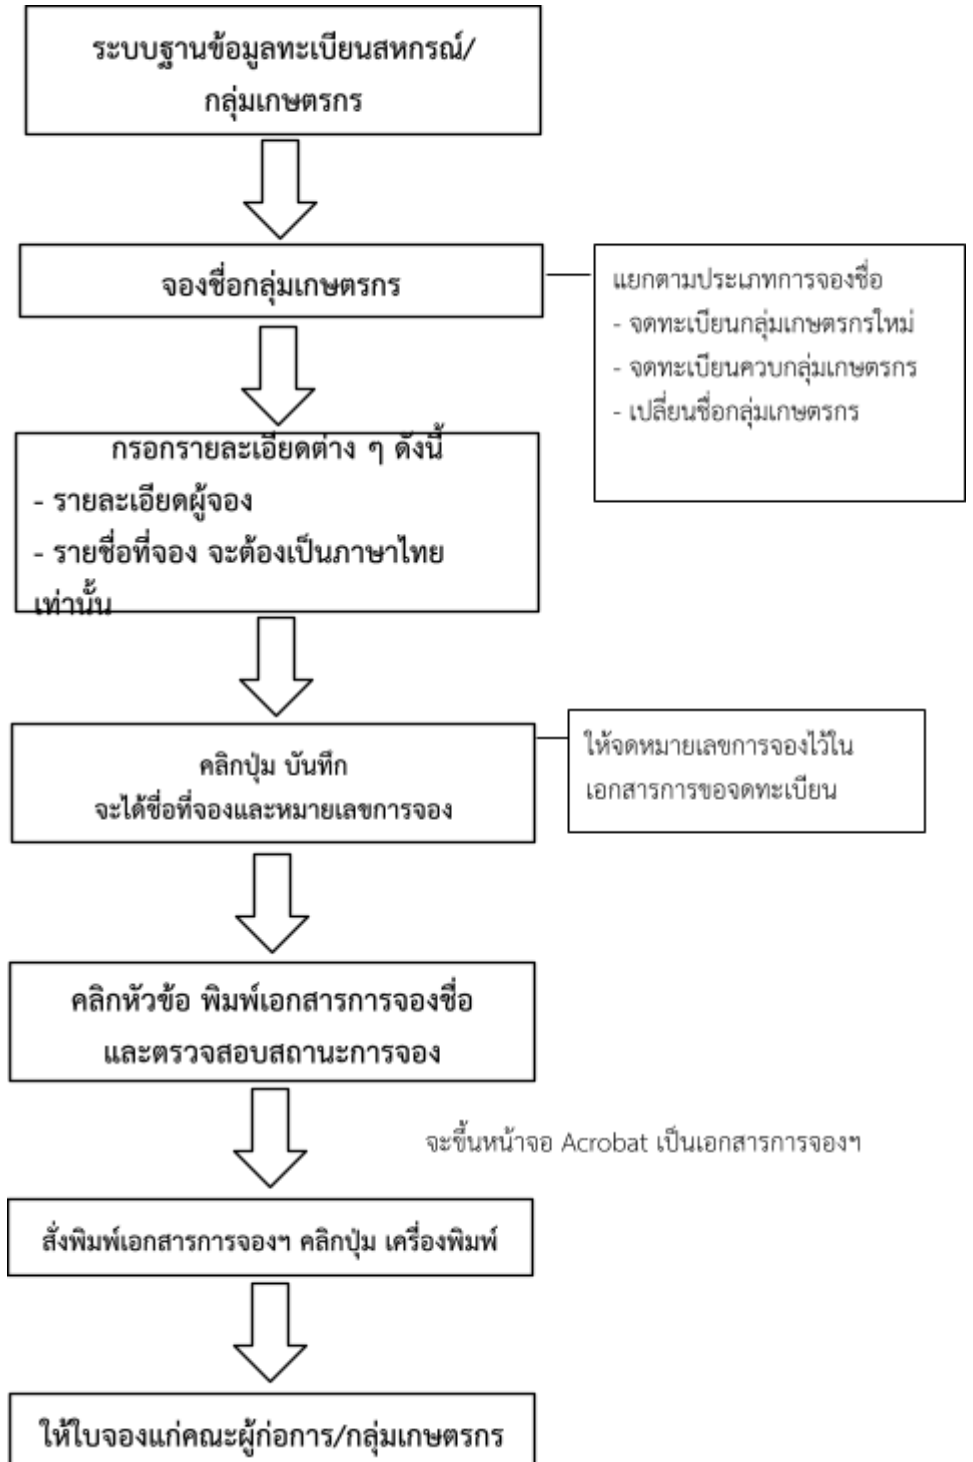 ระบบฐานข้อมูลทะเบียนสหกรณ์/
กลุ่มเกษตรกร
จองชื่อกลุ่มเกษตรกร
แยกตามประเภทการจองชื่อ
- จดทะเบียนกลุ่มเกษตรกรใหม่
- จดทะเบียนควบกลุ่มเกษตรกร
- เปลี่ยนชื่อกลุ่มเกษตรกร
กรอกรายละเอียดต่าง ๆ ดังนี้
- รายละเอียดผู้จอง
- รายชื่อที่จอง จะต้องเป็นภาษาไทย
เท่านั้น
คลิกปุ่ม บันทึก
จะได้ชื่อที่จองและหมายเลขการจอง
ให้จดหมายเลขการจองไว้ใน
เอกสารการขอจดทะเบียน
คลิกหัวข้อ พิมพ์เอกสารการจองชื่อ
และตรวจสอบสถานะการจอง
จะขึ้นหน้าจอ Acrobat เป็นเอกสารการจองฯ
สั่งพิมพ์เอกสารการจองฯ คลิกปุ่ม เครื่องพิมพ์
ให้ใบจองแก่คณะผู้ก่อการ/กลุ่มเกษตรกร